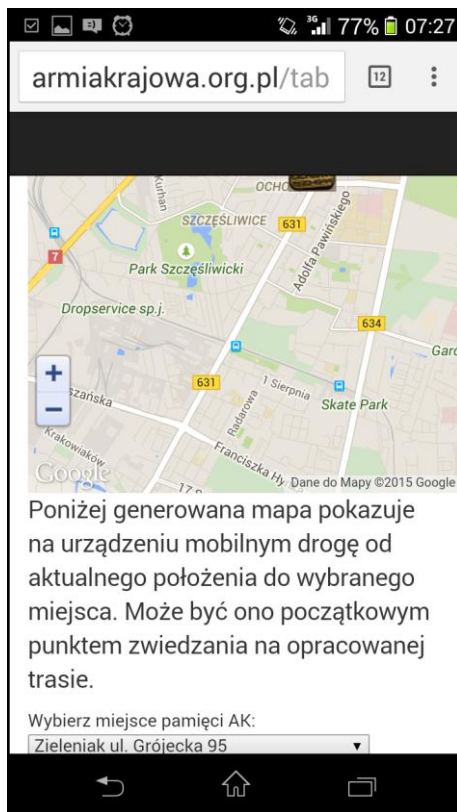 3G 77% 07:27
armiakrajowa.org.pl/tab 12
Kurhan
OCHO
SZCZĘŚLIWICE 631
Adolfa Pawińskiego
7
Park Szczęśliwicki
Dropservice sp.j.
634
Gard
+
631
1 Sierpnia
Skate Park
szańska
−
Radarowa
Krakowiaków
Franciszka Hy
Google
17 S
Dane do Mapy ©2015 Google
Poniżej generowana mapa pokazuje
na urządzeniu mobilnym drogę od
aktualnego położenia do wybranego
miejsca. Może być ono początkowym
punktem zwiedzania na opracowanej
trasie.
Wybierz miejsce pamięci AK:
Zieleniak ul. Grójecka 95